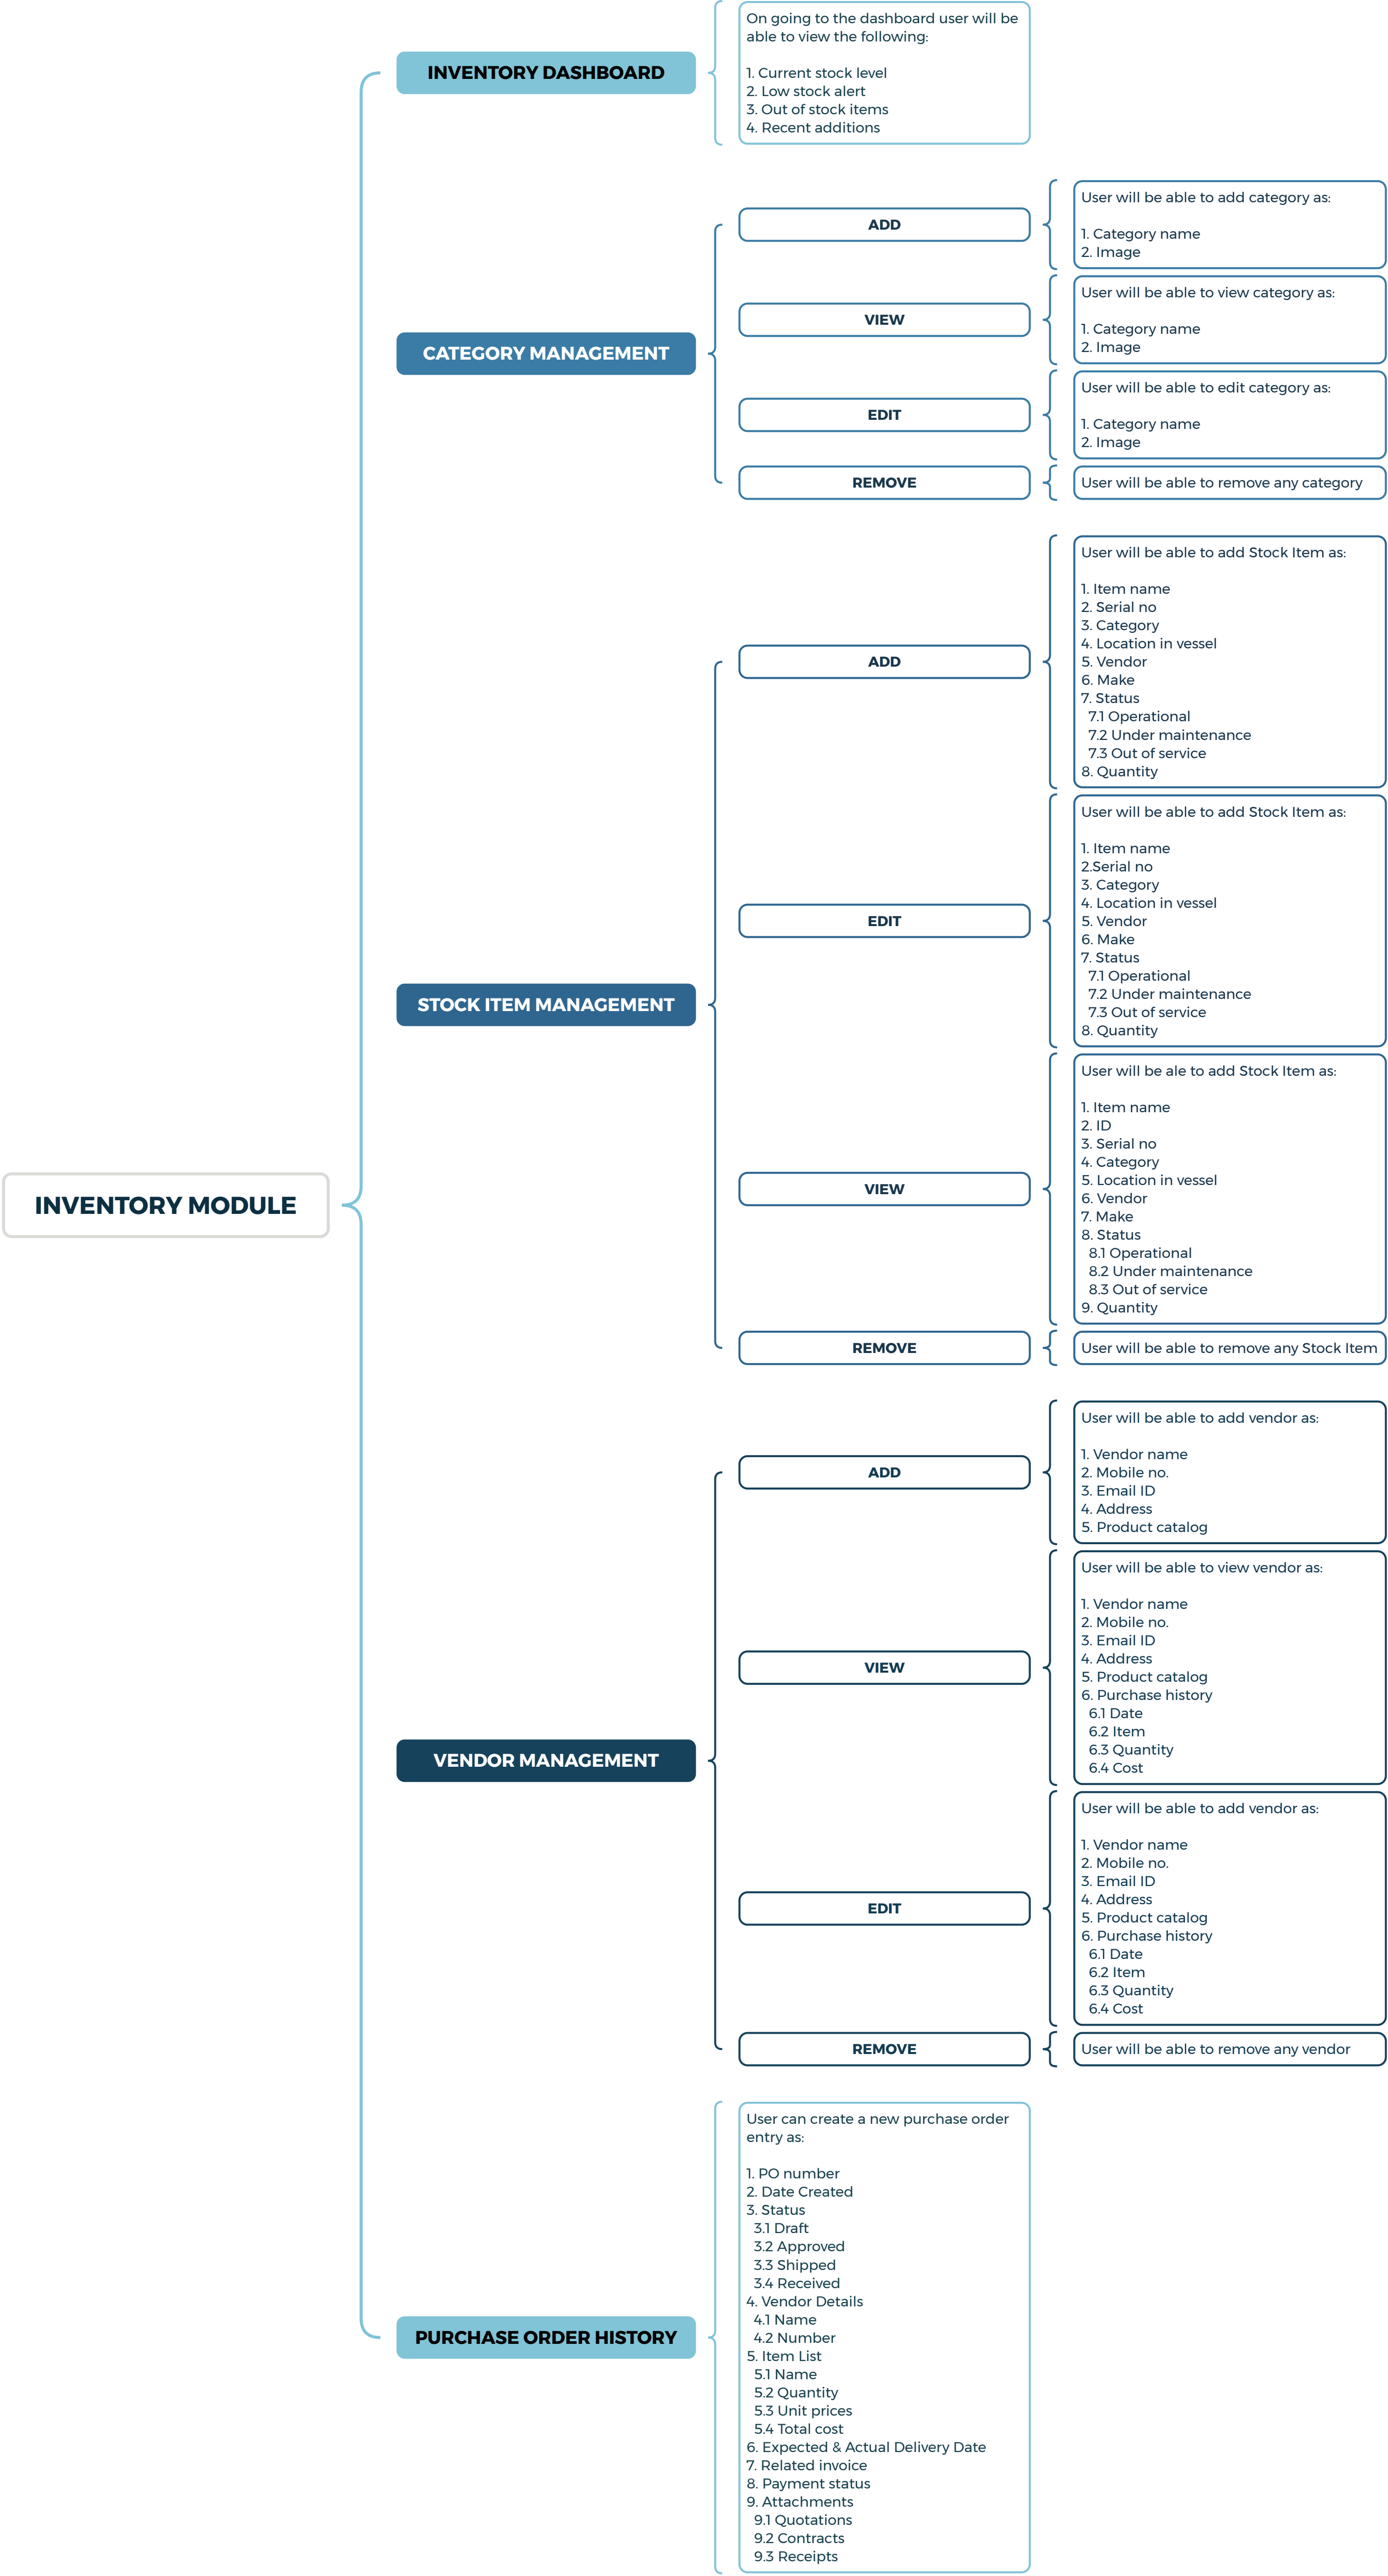 INVENTORY MODULE
INVENTORY DASHBOARD
On going to the dashboard user will be
able to view the following:
1. Current stock level
2. Low stock alert
3. Out of stock items
4. Recent additions
CATEGORY MANAGEMENT
ADD
User will be able to add category as:
1. Category name
2. Image
VIEW
User will be able to view category as:
1. Category name
2. Image
EDIT
User will be able to edit category as:
1. Category name
2. Image
REMOVE
User will be able to remove any category
STOCK ITEM MANAGEMENT
ADD
User will be able to add Stock Item as:
1. Item name
2. Serial no
3. Category
4. Location in vessel
5. Vendor
6. Make
7. Status
7.1 Operational
7.2 Under maintenance
7.3 Out of service
8. Quantity
EDIT
User will be able to add Stock Item as:
1. Item name
2.Serial no
3. Category
4. Location in vessel
5. Vendor
6. Make
7. Status
7.1 Operational
7.2 Under maintenance
7.3 Out of service
8. Quantity
VIEW
User will be ale to add Stock Item as:
1. Item name
2. ID
3. Serial no
4. Category
5. Location in vessel
6. Vendor
7. Make
8. Status
8.1 Operational
8.2 Under maintenance
8.3 Out of service
9. Quantity
REMOVE
User will be able to remove any Stock Item
VENDOR MANAGEMENT
ADD
User will be able to add vendor as:
1. Vendor name
2. Mobile no.
3. Email ID
4. Address
5. Product catalog
VIEW
User will be able to view vendor as:
1. Vendor name
2. Mobile no.
3. Email ID
4. Address
5. Product catalog
6. Purchase history
6.1 Date
6.2 Item
6.3 Quantity
6.4 Cost
EDIT
User will be able to add vendor as:
1. Vendor name
2. Mobile no.
3. Email ID
4. Address
5. Product catalog
6. Purchase history
6.1 Date
6.2 Item
6.3 Quantity
6.4 Cost
REMOVE
User will be able to remove any vendor
PURCHASE ORDER HISTORY
User can create a new purchase order
entry as:
1. PO number
2. Date Created
3. Status
3.1 Draft
3.2 Approved
3.3 Shipped
3.4 Received
4. Vendor Details
4.1 Name
4.2 Number
5. Item List
5.1 Name
5.2 Quantity
5.3 Unit prices
5.4 Total cost
6. Expected & Actual Delivery Date
7. Related invoice
8. Payment status
9. Attachments
9.1 Quotations
9.2 Contracts
9.3 Receipts